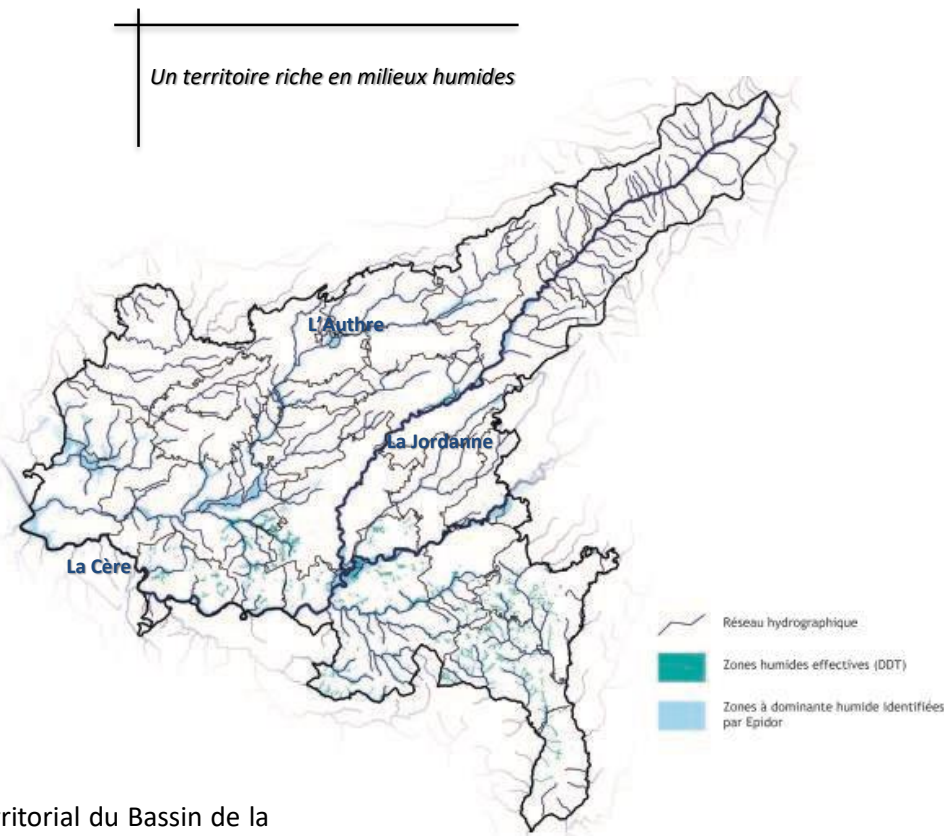 Un territoire riche en milieux humides
L'Authre
La Jordanne
La Cère
Réseau hydrographique
Zones humides effectives (DDT)
Zones à dominante humide identifiées
par Epidor
ritorial du Bassin de la